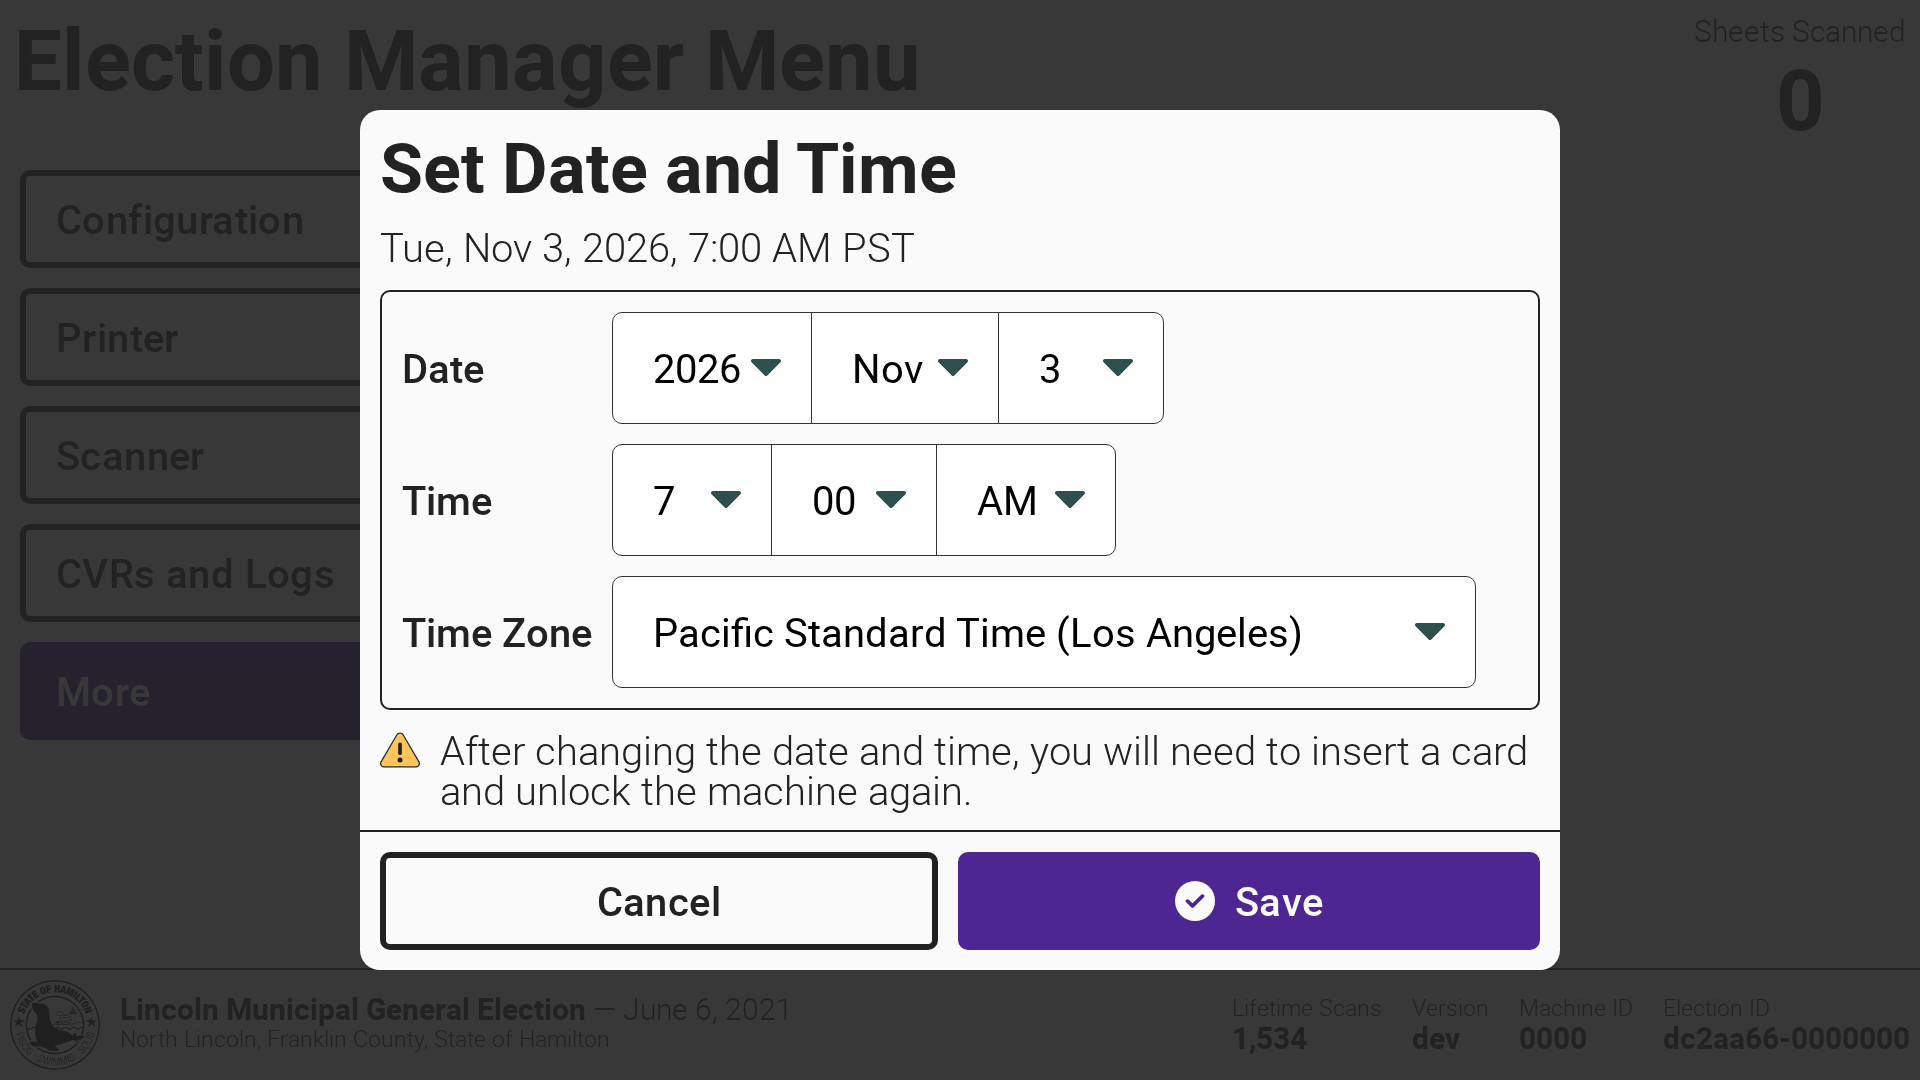 Election Manager Menu
Sheets Scanned
0
Configuration
Printer
Scanner
CVRs and Logs
More
Set Date and Time
Tue, Nov 3, 2026, 7:00 AM PST
Date
2026
Nov
3
Time
7
00
AM
Time Zone
Pacific Standard Time (Los Angeles)
After changing the date and time, you will need to insert a card
and unlock the machine again.
Cancel
Save
STATE OF HAMILTON
Lincoln Municipal General Election — June 6, 2021
North Lincoln, Franklin County, State of Hamilton
Lifetime Scans
1,534
Version
dev
Machine ID
0000
Election ID
dc2aa66-0000000